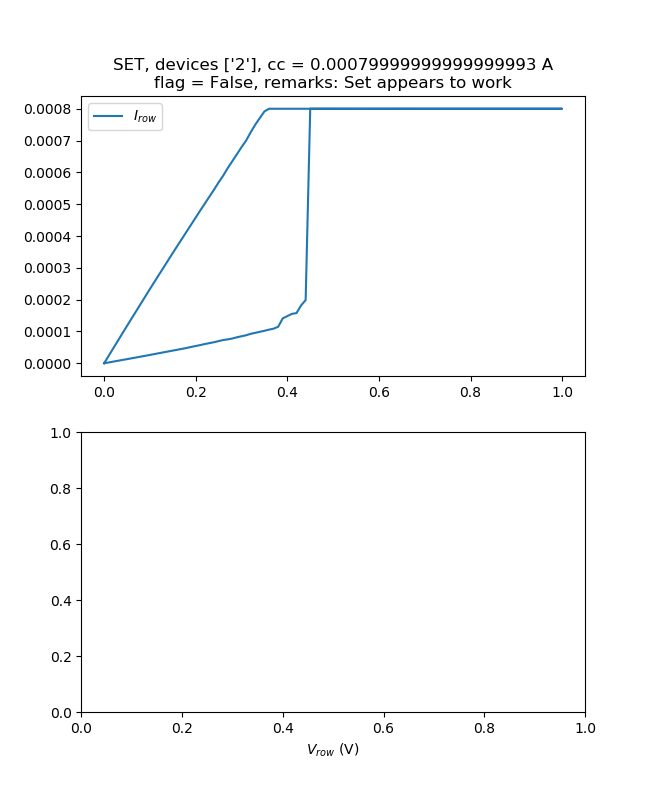 SET, devices ['2'], cc = 0.00079999999999999993 A
flag = False, remarks: Set appears to work
I_row
0.0008
0.0007
0.0006
0.0005
0.0004
0.0003
0.0002
0.0001
0.0000
0.0 0.2 0.4 0.6 0.8 1.0
1.0
0.8
0.6
0.4
0.2
0.0
0.0 0.2 0.4 0.6 0.8 1.0
V_row (V)